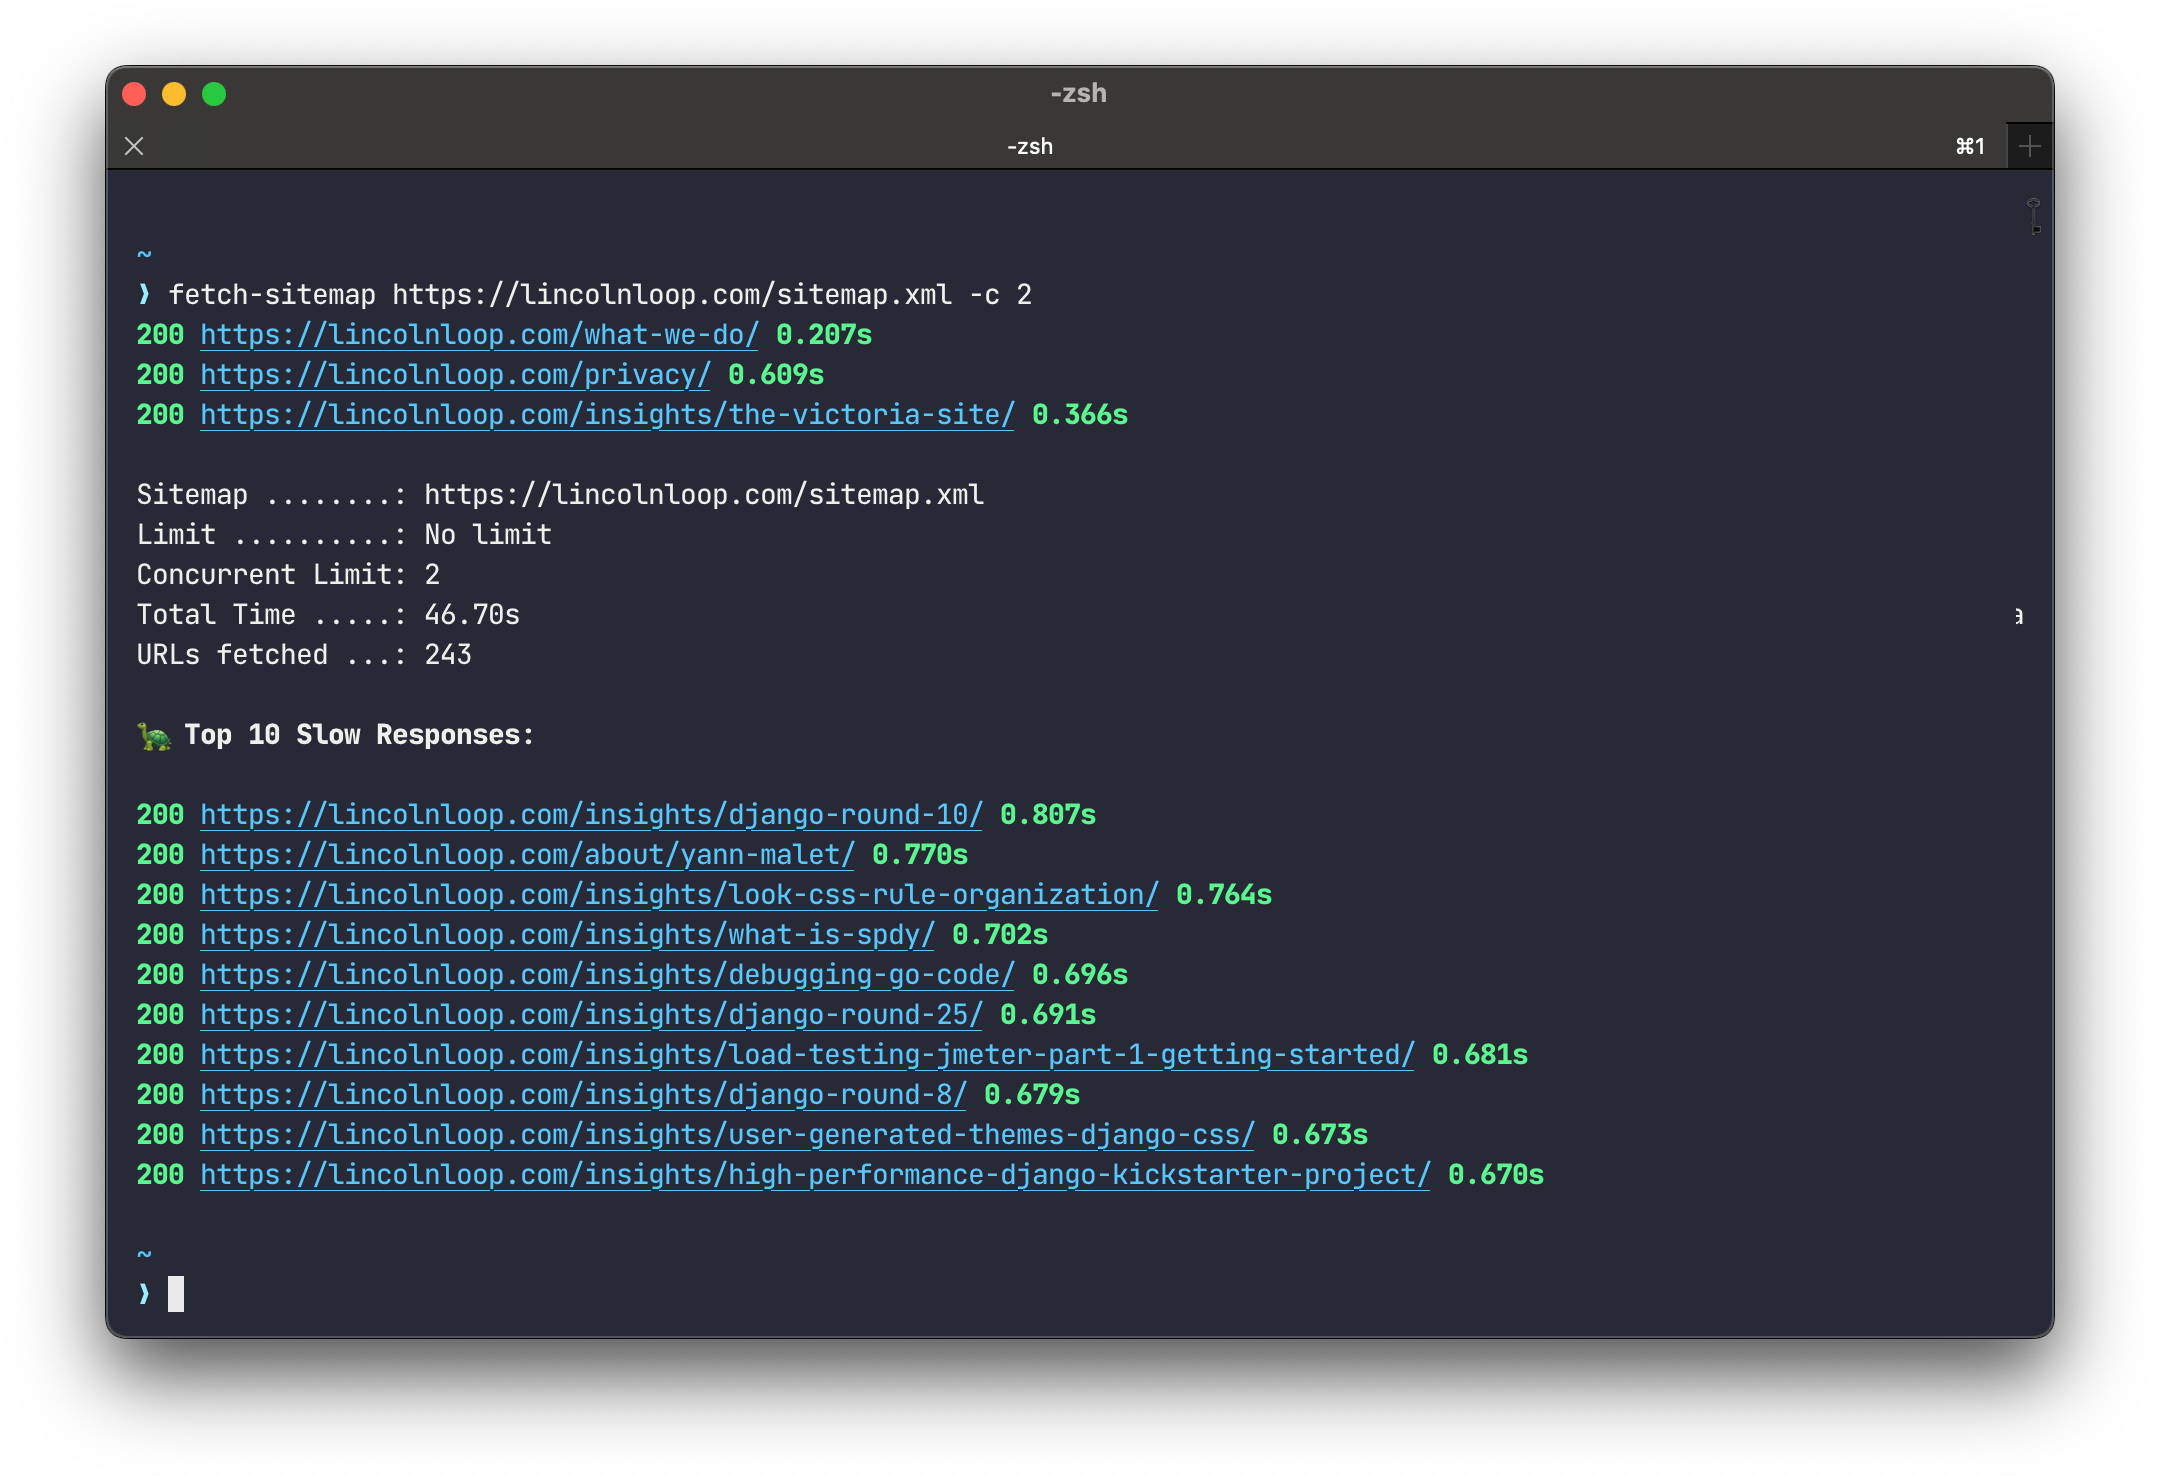 -zsh
-zsh ⌘1
~
❯ fetch-sitemap https://lincolnloop.com/sitemap.xml -c 2
200 https://lincolnloop.com/what-we-do/ 0.207s
200 https://lincolnloop.com/privacy/ 0.609s
200 https://lincolnloop.com/insights/the-victoria-site/ 0.366s
Sitemap ........: https://lincolnloop.com/sitemap.xml
Limit ..........: No limit
Concurrent Limit: 2
Total Time .....: 46.70s
a
URLs fetched ...: 243
🐢 Top 10 Slow Responses:
200 https://lincolnloop.com/insights/django-round-10/ 0.807s
200 https://lincolnloop.com/about/yann-malet/ 0.770s
200 https://lincolnloop.com/insights/look-css-rule-organization/ 0.764s
200 https://lincolnloop.com/insights/what-is-spdy/ 0.702s
200 https://lincolnloop.com/insights/debugging-go-code/ 0.696s
200 https://lincolnloop.com/insights/django-round-25/ 0.691s
200 https://lincolnloop.com/insights/load-testing-jmeter-part-1-getting-started/ 0.681s
200 https://lincolnloop.com/insights/django-round-8/ 0.679s
200 https://lincolnloop.com/insights/user-generated-themes-django-css/ 0.673s
200 https://lincolnloop.com/insights/high-performance-django-kickstarter-project/ 0.670s
~
❯